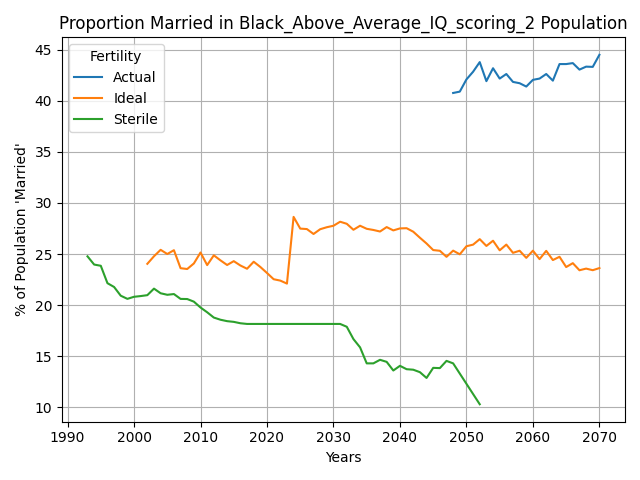 Proportion Married in Black_Above_Average_IQ_scoring_2 Population
% of Population 'Married'
45
40
35
30
25
20
15
10
Fertility
Actual
Ideal
Sterile
1990 2000 2010 2020 2030 2040 2050 2060 2070
Years